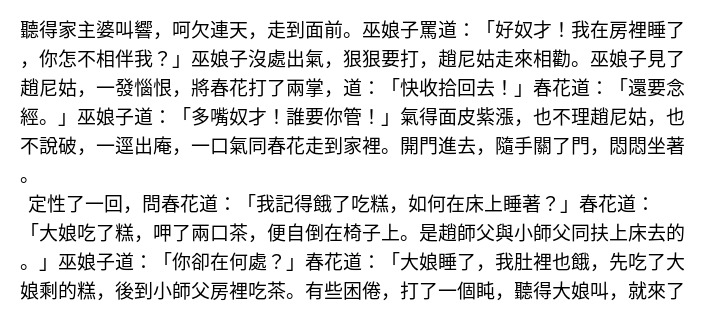 聽得家主婆叫響，呵欠連天，走到面前。巫娘子罵道：「好奴才！我在房裡睡了
，你怎不相伴我？」巫娘子沒處出氣，狠狠要打，趙尼姑走來相勸。巫娘子見了
趙尼姑，一發惱恨，將春花打了兩掌，道：「快收拾回去！」春花道：「還要念
經。」巫娘子道：「多嘴奴才！誰要你管！」氣得面皮紫漲，也不理趙尼姑，也
不說破，一逕出庵，一口氣同春花走到家裡。開門進去，隨手關了門，悶悶坐著
。
定性了一回，問春花道：「我記得餓了吃糕，如何在床上睡著？」春花道：
「大娘吃了糕，呷了兩口茶，便自倒在椅子上。是趙師父與小師父同扶上床去的
。」巫娘子道：「你卻在何處？」春花道：「大娘睡了，我肚裡也餓，先吃了大
娘剩的糕，後到小師父房裡吃茶。有些困倦，打了一個盹，聽得大娘叫，就來了